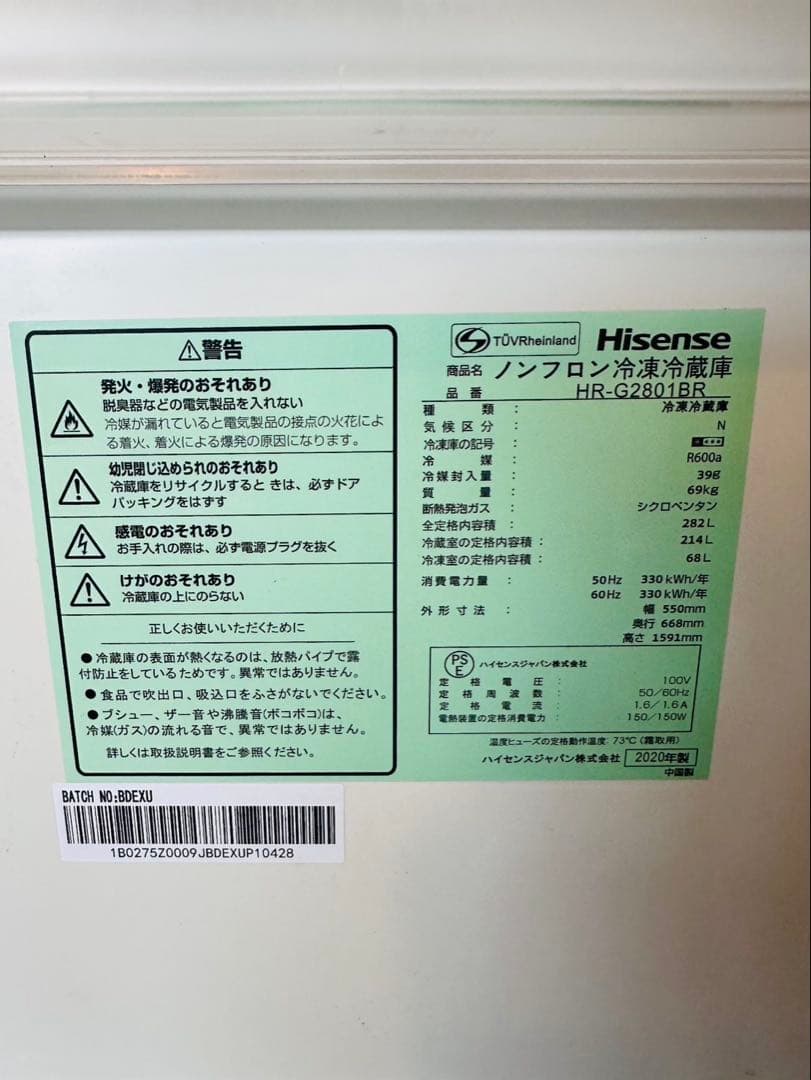 ⚠警告
発火・爆発のおそれあり
脱臭器などの電気製品を入れない
冷媒が漏れていると電気製品の接点の火花によ
る着火、着火による爆発の原因になります。
幼児閉じ込められのおそれあり
冷蔵庫をリサイクルすると きは、必ずドア
パッキングをはずす
感電のおそれあり
お手入れの際は、必ず電源プラグを抜く
けがのおそれあり
冷蔵庫の上にのらない
正しくお使いいただくために
●冷蔵庫の表面が熱くなるのは、放熱パイプで露
付防止をしているためです。異常ではありません。
●食品で吹出口、吸込口をふさがないでください。
●ブシュー、ザー音や沸騰音(ボコボコ)は、
冷媒(ガス)の流れる音で、異常ではありません。
詳しくは取扱説明書をご参照ください。
TÜVRheinland
Hisense
商品名 ノンフロン冷凍冷蔵庫
品番 HR-G2801BR
種類: 冷凍冷蔵庫
気候区分: N
冷凍庫の記号:
冷媒: R600a
冷媒封入量: 39g
質量: 69kg
断熱発泡ガス: シクロペンタン
全定格内容積: 282L
冷蔵室の定格内容積: 214L
冷凍室の定格内容積: 68L
消費電力量: 50Hz 330kWh/年
60Hz 330kWh/年
外形寸法: 幅 550mm
奥行 668mm
高さ 1591mm
PSE ハイセンスジャパン株式会社
定格電圧: 100V
定格周波数: 50/60Hz
定格電流: 1.6/1.6A
電熱装置の定格消費電力: 150/150W
温度ヒューズの定格動作温度: 73℃(霜取用)
ハイセンスジャパン株式会社 2020年製
中国製
BATCH NO:BDEXU
1B0275Z0009JBDEXUP10428